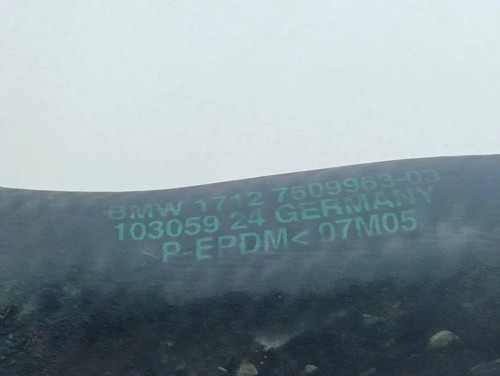 BMW 1712 7509963-03
103059 24 GERMANY
>P-EPDM< 07M05